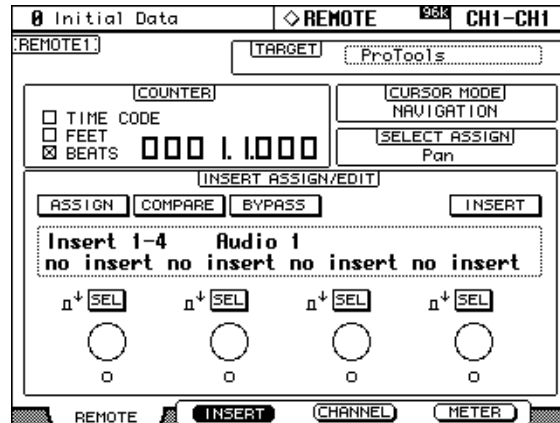 0 Initial Data ◇REMOTE 96k CH1-CH1
REMOTE1:
TARGET
ProTools
COUNTER
TIME CODE
FEET
BEATS
000 1.1.000
CURSOR MODE
NAVIGATION
SELECT ASSIGN
Pan
INSERT ASSIGN/EDIT
ASSIGN COMPARE BYPASS INSERT
Insert 1-4 Audio 1
no insert no insert no insert no insert
SEL SEL SEL SEL
REMOTE INSERT CHANNEL METER